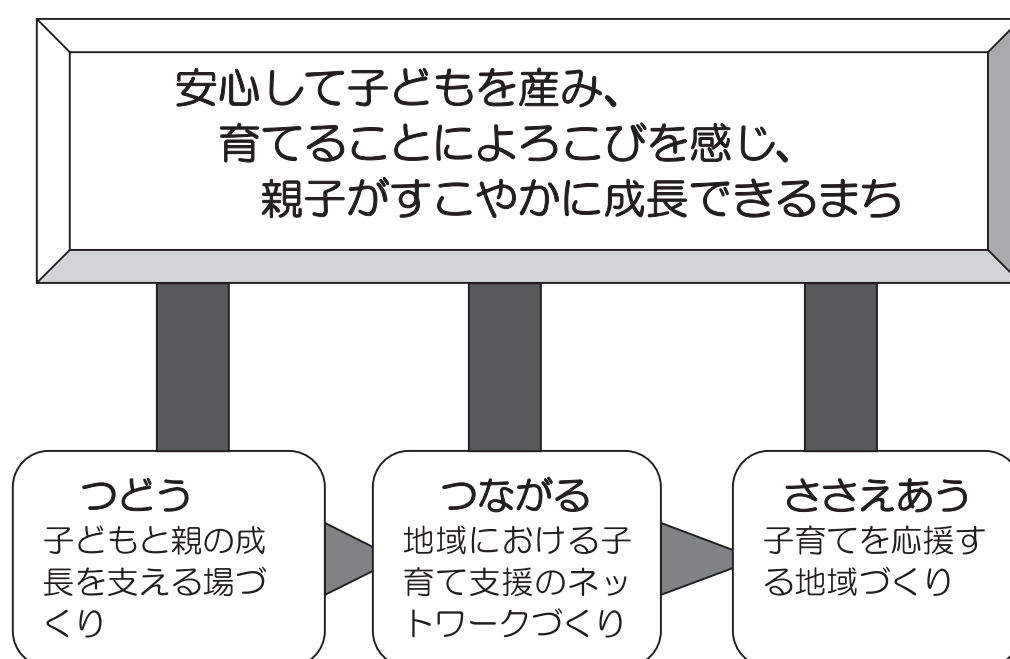 安心して子どもを産み、
育てることによろこびを感じ、
親子がすこやかに成長できるまち
つどう
子どもと親の成
長を支える場づ
くり
つながる
地域における子
育て支援のネッ
トワークづくり
ささえあう
子育てを応援す
る地域づくり